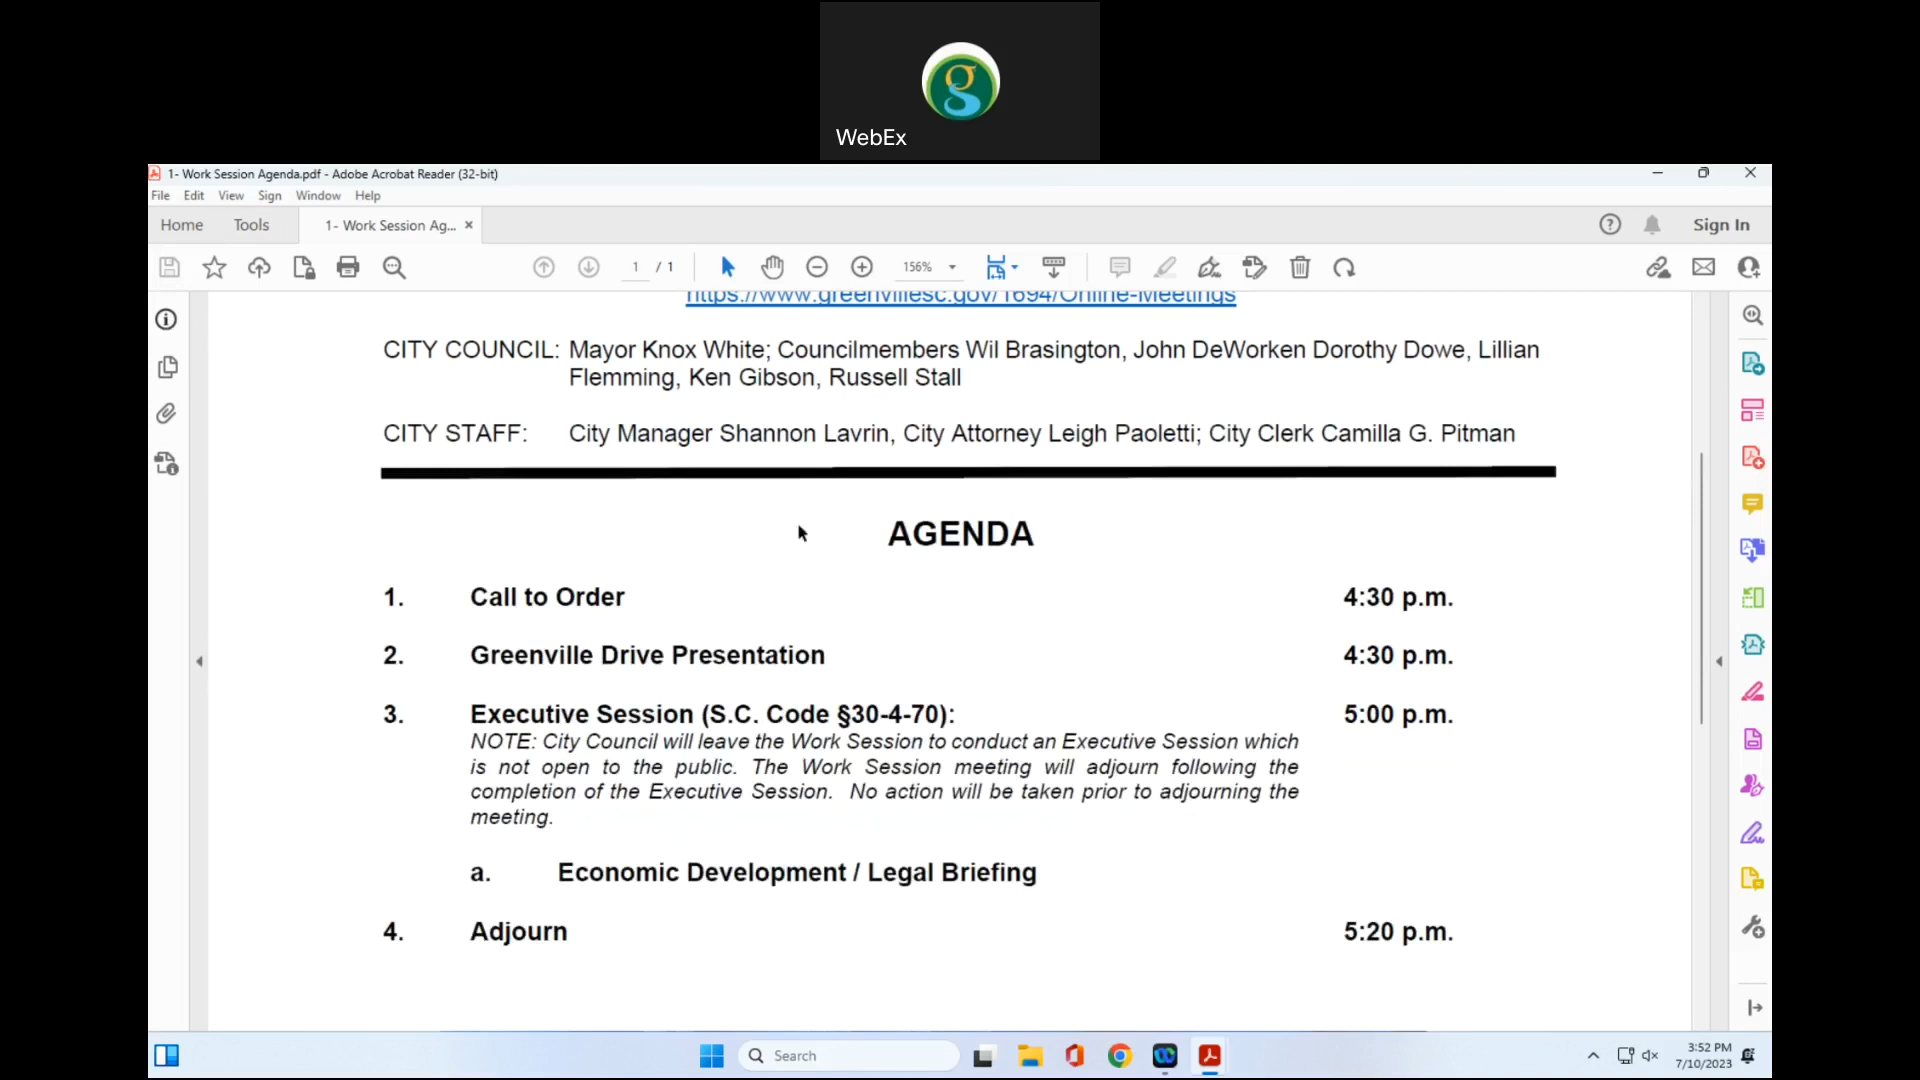 WebEx
1- Work Session Agenda.pdf - Adobe Acrobat Reader (32-bit)
File Edit View Sign Window Help
Home Tools 1- Work Session Ag... × Sign In
1 / 1 156%
https://www.greenvillesc.gov/1694/Online-Meetings
CITY COUNCIL: Mayor Knox White; Councilmembers Wil Brasington, John DeWorken Dorothy Dowe, Lillian
Flemming, Ken Gibson, Russell Stall
CITY STAFF: City Manager Shannon Lavrin, City Attorney Leigh Paoletti; City Clerk Camilla G. Pitman
AGENDA
1. Call to Order 4:30 p.m.
2. Greenville Drive Presentation 4:30 p.m.
3. Executive Session (S.C. Code §30-4-70): 5:00 p.m.
NOTE: City Council will leave the Work Session to conduct an Executive Session which
is not open to the public. The Work Session meeting will adjourn following the
completion of the Executive Session. No action will be taken prior to adjourning the
meeting.
a. Economic Development / Legal Briefing
4. Adjourn 5:20 p.m.
Search
3:52 PM
7/10/2023